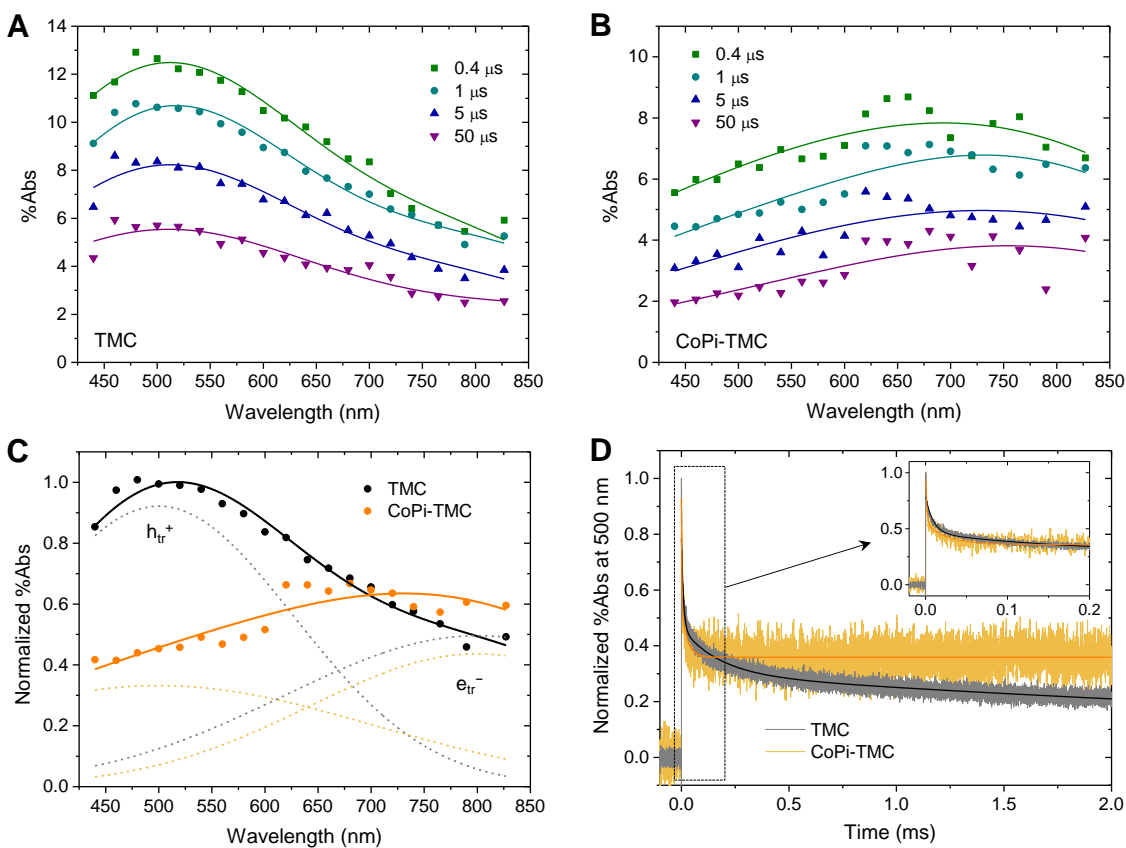 A
14
12
10
8
6
4
2
0
%Abs
0.4 μs
1 μs
5 μs
50 μs
TMC
450 500 550 600 650 700 750 800 850
Wavelength (nm)
B
10
8
6
4
2
0
%Abs
0.4 μs
1 μs
5 μs
50 μs
CoPi-TMC
450 500 550 600 650 700 750 800 850
Wavelength (nm)
C
1.0
0.8
0.6
0.4
0.2
0.0
Normalized %Abs
TMC
CoPi-TMC
htr+
etr−
450 500 550 600 650 700 750 800 850
Wavelength (nm)
D
1.0
0.8
0.6
0.4
0.2
0.0
Normalized %Abs at 500 nm
1.0
0.5
0.0
0.0 0.1 0.2
TMC
CoPi-TMC
0.0 0.5 1.0 1.5 2.0
Time (ms)